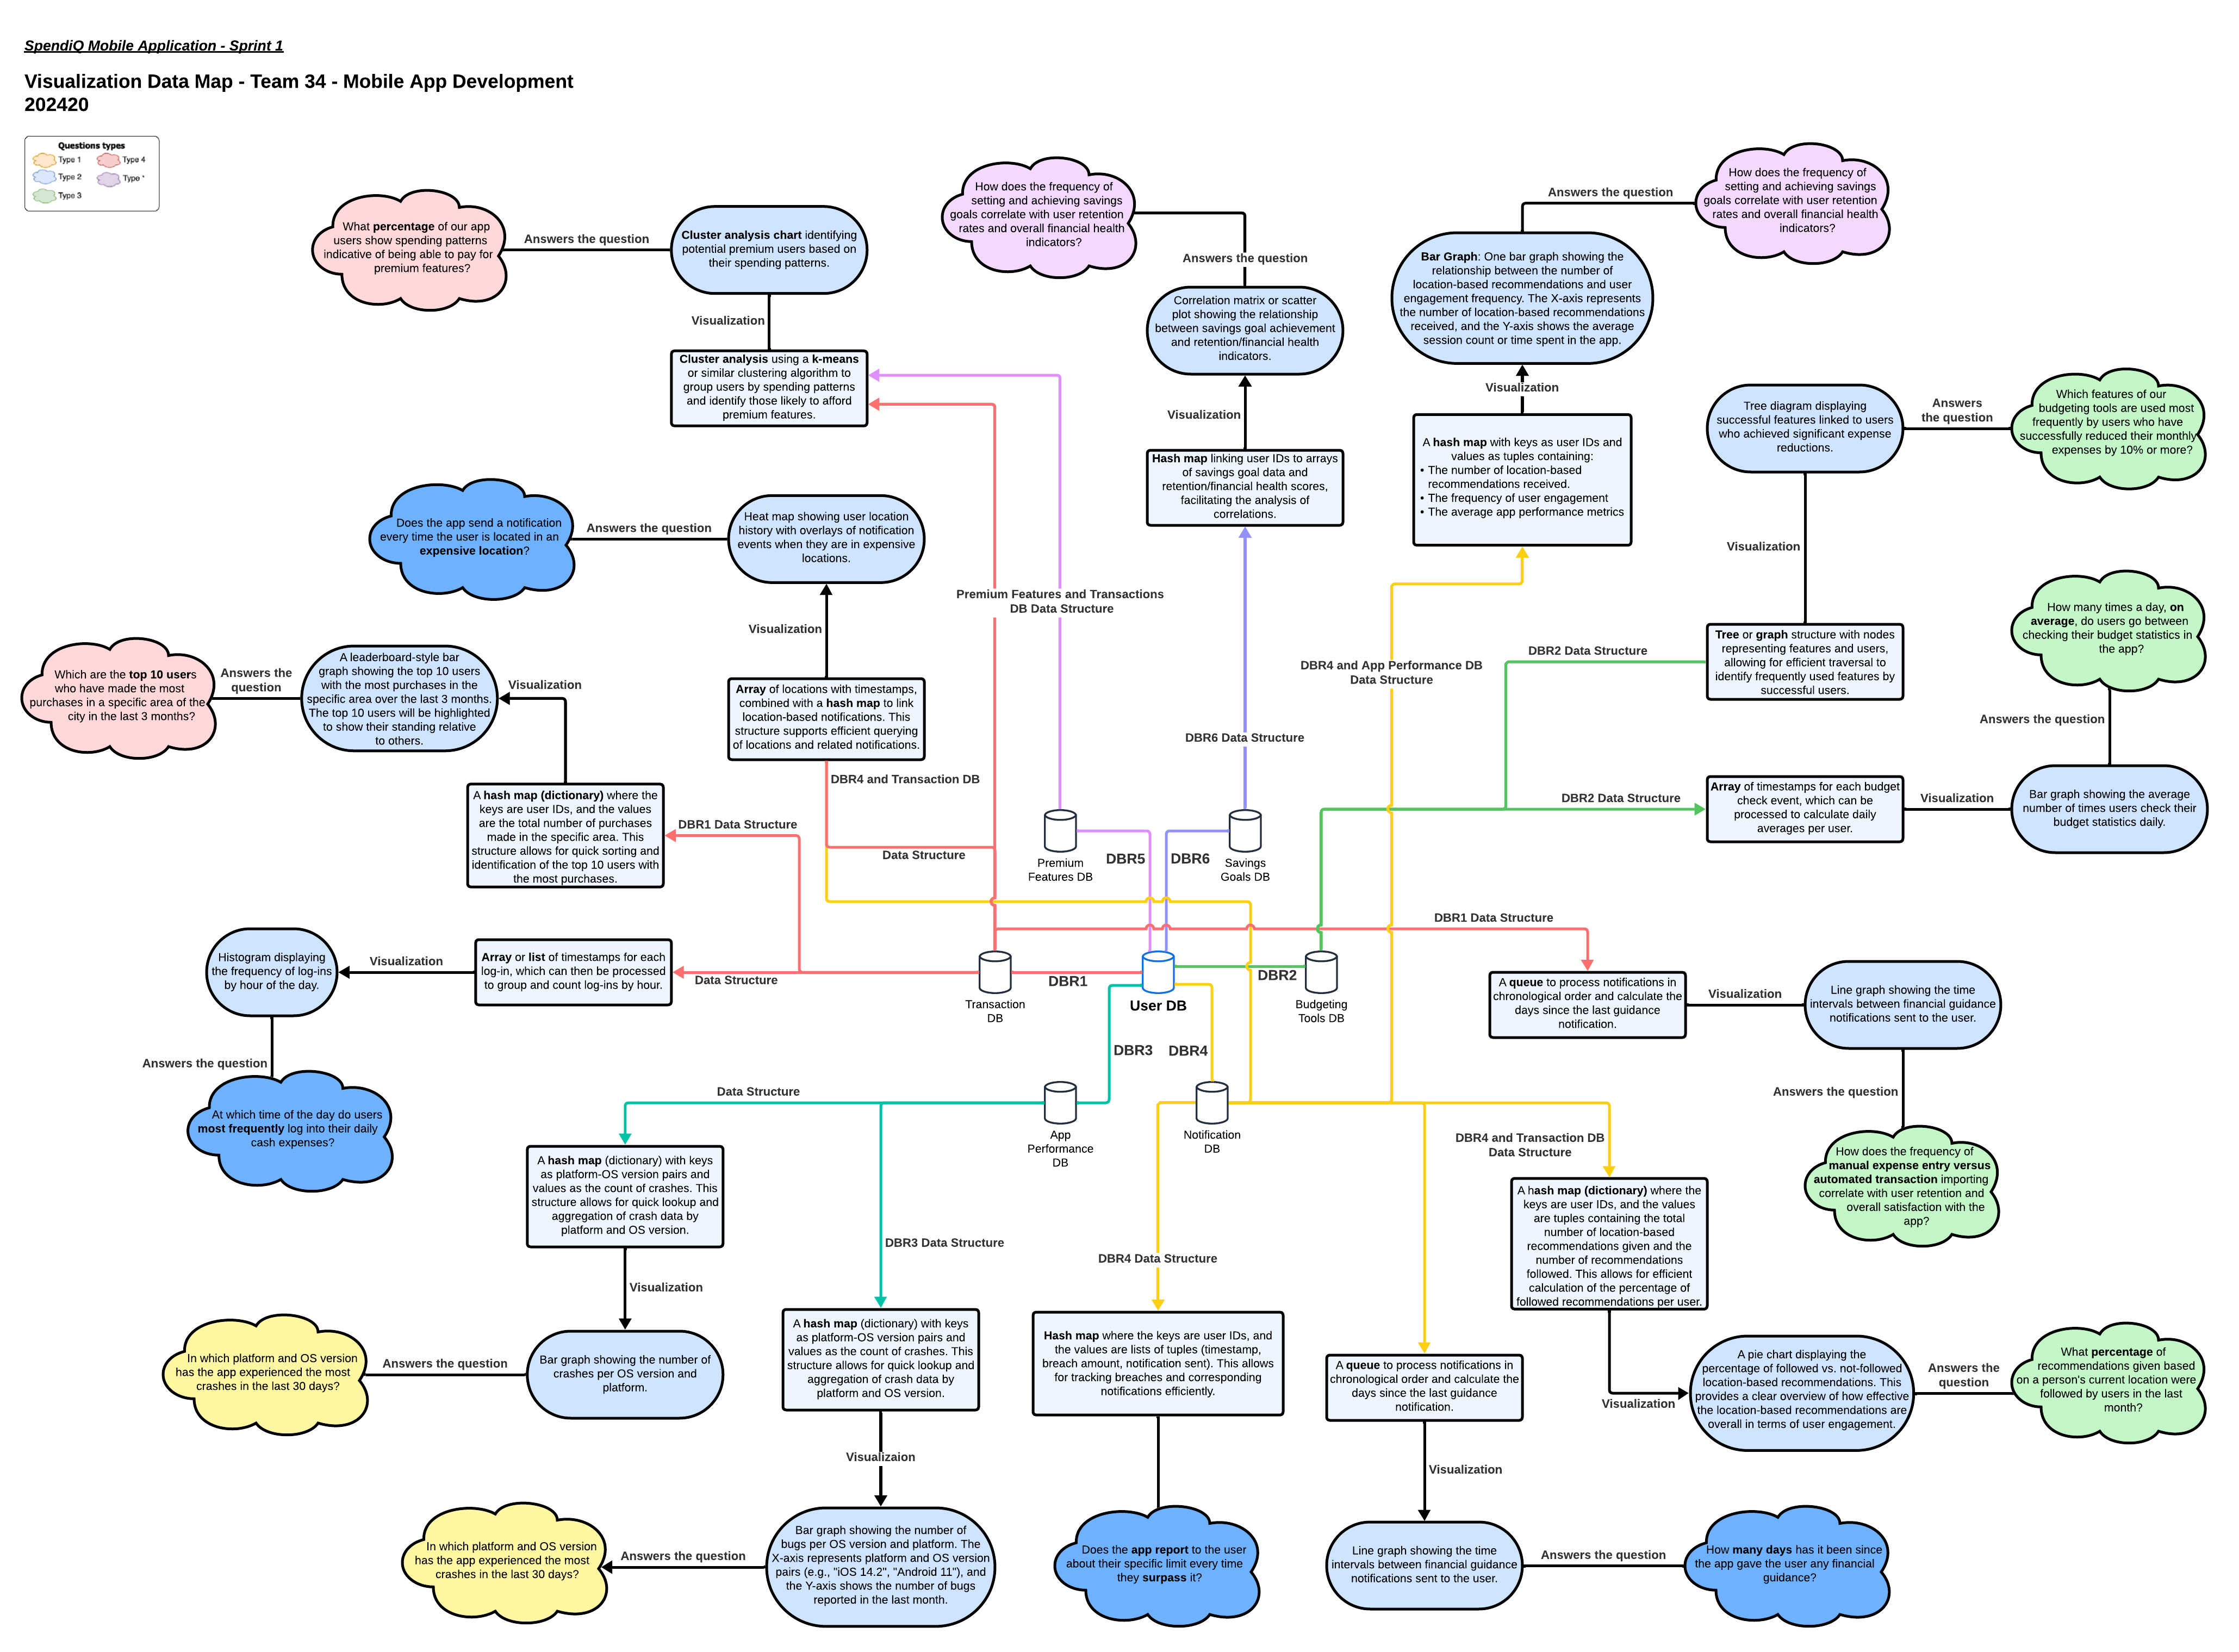 SpendiQ Mobile Application - Sprint 1
Visualization Data Map - Team 34 - Mobile App Development
202420
Questions types
Type 1
Type 4
Type 2
Type *
Type 3
What percentage of our app
users show spending patterns
indicative of being able to pay for
premium features?
Answers the question
Cluster analysis chart identifying
potential premium users based on
their spending patterns.
Visualization
Cluster analysis using a k-means
or similar clustering algorithm to
group users by spending patterns
and identify those likely to afford
premium features.
How does the frequency of
setting and achieving savings
goals correlate with user retention
rates and overall financial health
indicators?
Answers the question
Correlation matrix or scatter
plot showing the relationship
between savings goal achievement
and retention/financial health
indicators.
Visualization
Hash map linking user IDs to arrays
of savings goal data and
retention/financial health scores,
facilitating the analysis of
correlations.
How does the frequency of
setting and achieving savings
goals correlate with user retention
rates and overall financial health
indicators?
Answers the question
Bar Graph: One bar graph showing the
relationship between the number of
location-based recommendations and user
engagement frequency. The X-axis represents
the number of location-based recommendations
received, and the Y-axis shows the average
session count or time spent in the app.
Visualization
A hash map with keys as user IDs and
values as tuples containing:
• The number of location-based
recommendations received.
• The frequency of user engagement
• The average app performance metrics
Tree diagram displaying
successful features linked to users
who achieved significant expense
reductions.
Answers
the question
Which features of our
budgeting tools are used most
frequently by users who have
successfully reduced their monthly
expenses by 10% or more?
Visualization
Tree or graph structure with nodes
representing features and users,
allowing for efficient traversal to
identify frequently used features by
successful users.
DBR2 Data Structure
How many times a day, on
average, do users go between
checking their budget statistics in
the app?
Answers the question
Array of timestamps for each budget
check event, which can be
processed to calculate daily
averages per user.
DBR2 Data Structure
Visualization
Bar graph showing the average
number of times users check their
budget statistics daily.
Does the app send a notification
every time the user is located in an
expensive location?
Answers the question
Heat map showing user location
history with overlays of notification
events when they are in expensive
locations.
Visualization
Array of locations with timestamps,
combined with a hash map to link
location-based notifications. This
structure supports efficient querying
of locations and related notifications.
DBR4 and Transaction DB
Data Structure
Premium Features and Transactions
DB Data Structure
DBR6 Data Structure
DBR4 and App Performance DB
Data Structure
Which are the top 10 users
who have made the most
purchases in a specific area of the
city in the last 3 months?
Answers the
question
A leaderboard-style bar
graph showing the top 10 users
with the most purchases in the
specific area over the last 3 months.
The top 10 users will be highlighted
to show their standing relative
to others.
Visualization
A hash map (dictionary) where the
keys are user IDs, and the values
are the total number of purchases
made in the specific area. This
structure allows for quick sorting and
identification of the top 10 users with
the most purchases.
DBR1 Data Structure
Premium
Features DB
DBR5
DBR6
Savings
Goals DB
Histogram displaying
the frequency of log-ins
by hour of the day.
Visualization
Array or list of timestamps for each
log-in, which can then be processed
to group and count log-ins by hour.
Data Structure
Transaction
DB
DBR1
User DB
DBR2
Budgeting
Tools DB
DBR1 Data Structure
A queue to process notifications in
chronological order and calculate the
days since the last guidance
notification.
Visualization
Line graph showing the time
intervals between financial guidance
notifications sent to the user.
Answers the question
How does the frequency of
manual expense entry versus
automated transaction importing
correlate with user retention and
overall satisfaction with the
app?
Answers the question
At which time of the day do users
most frequently log into their daily
cash expenses?
DBR3
DBR4
Data Structure
App
Performance
DB
Notification
DB
A hash map (dictionary) with keys
as platform-OS version pairs and
values as the count of crashes. This
structure allows for quick lookup and
aggregation of crash data by
platform and OS version.
Visualization
Bar graph showing the number of
crashes per OS version and
platform.
Answers the question
In which platform and OS version
has the app experienced the most
crashes in the last 30 days?
DBR3 Data Structure
A hash map (dictionary) with keys
as platform-OS version pairs and
values as the count of crashes. This
structure allows for quick lookup and
aggregation of crash data by
platform and OS version.
Visualizaion
Bar graph showing the number of
bugs per OS version and platform. The
X-axis represents platform and OS version
pairs (e.g., "iOS 14.2", "Android 11"), and
the Y-axis shows the number of bugs
reported in the last month.
Answers the question
In which platform and OS version
has the app experienced the most
crashes in the last 30 days?
DBR4 Data Structure
Hash map where the keys are user IDs, and
the values are lists of tuples (timestamp,
breach amount, notification sent). This allows
for tracking breaches and corresponding
notifications efficiently.
Does the app report to the user
about their specific limit every time
they surpass it?
A queue to process notifications in
chronological order and calculate the
days since the last guidance
notification.
Visualization
Line graph showing the time
intervals between financial guidance
notifications sent to the user.
Answers the question
How many days has it been since
the app gave the user any financial
guidance?
DBR4 and Transaction DB
Data Structure
A hash map (dictionary) where the
keys are user IDs, and the values
are tuples containing the total
number of location-based
recommendations given and the
number of recommendations
followed. This allows for efficient
calculation of the percentage of
followed recommendations per user.
Visualization
A pie chart displaying the
percentage of followed vs. not-followed
location-based recommendations. This
provides a clear overview of how effective
the location-based recommendations are
overall in terms of user engagement.
Answers the
question
What percentage of
recommendations given based
on a person's current location were
followed by users in the last
month?